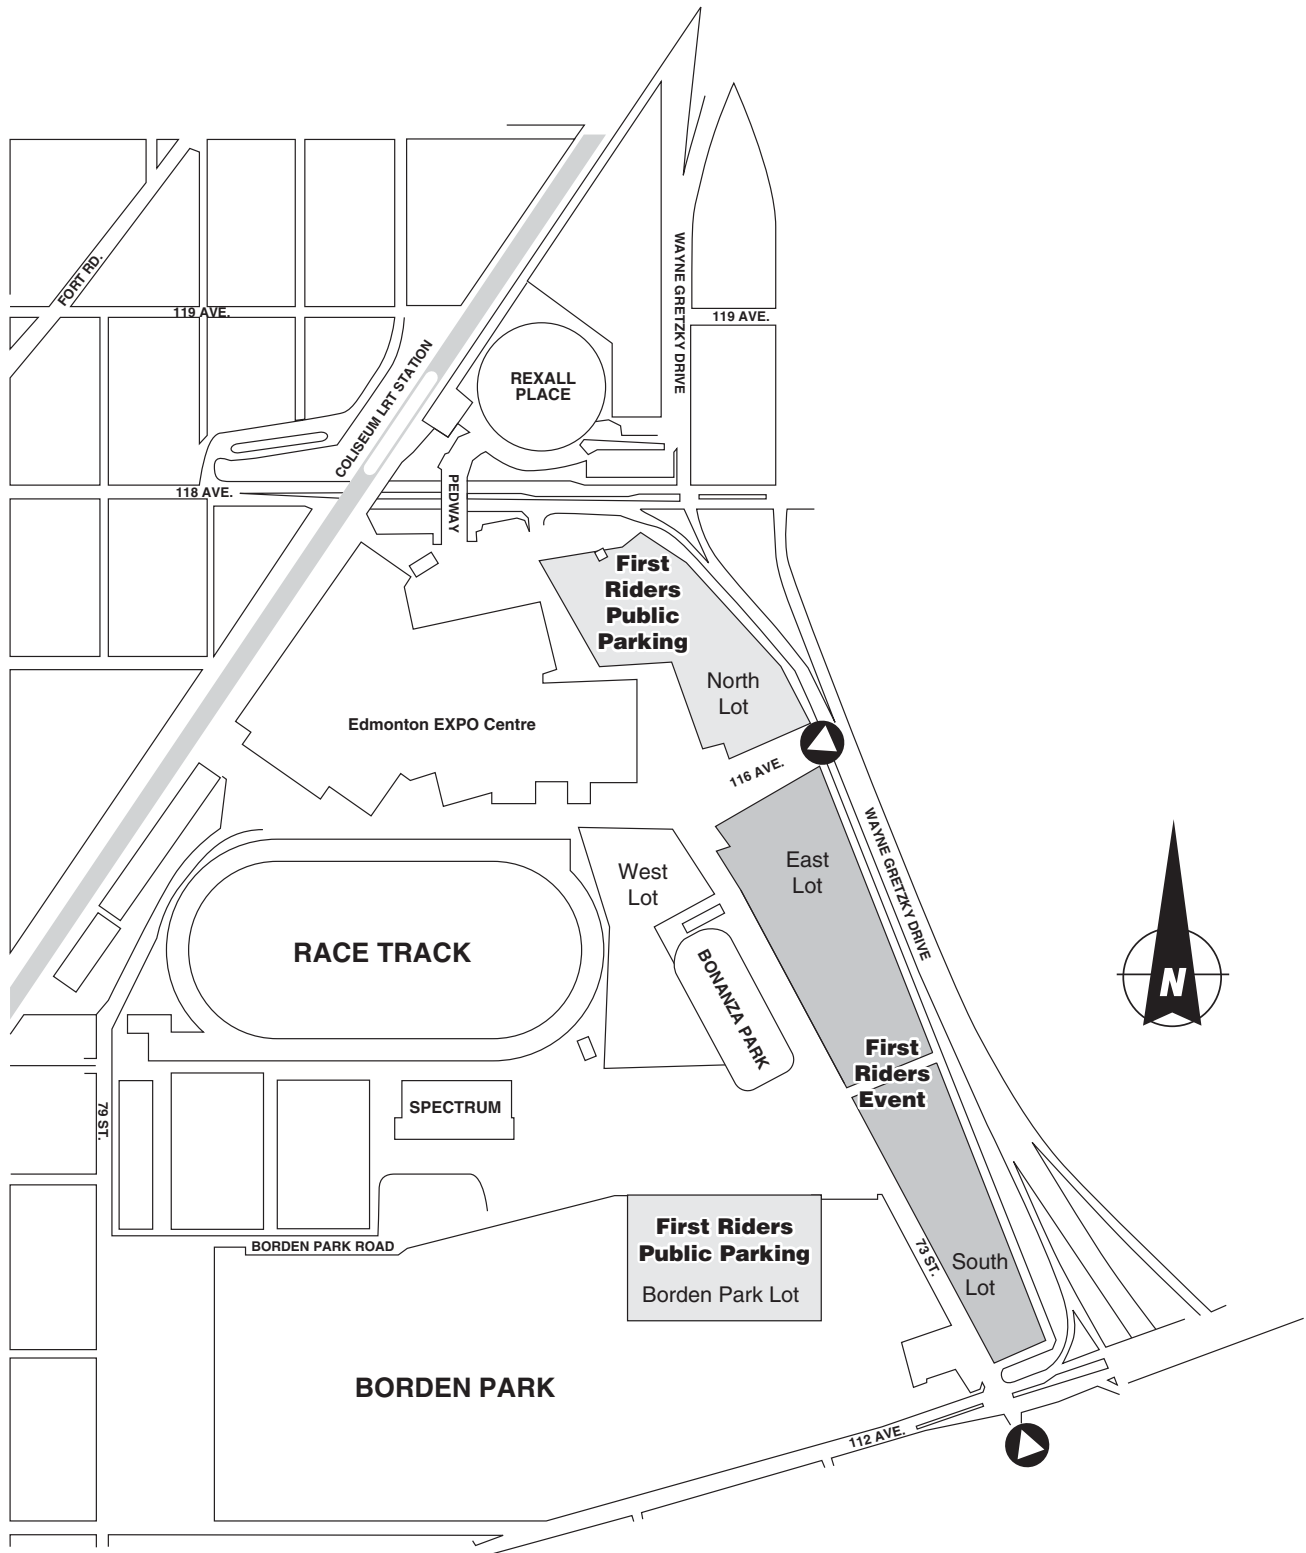 WAYNE GRETZKY DRIVE
FORT RD.
119 AVE.
119 AVE.
COLISEUM LRT STATION
REXALL
PLACE
118 AVE.
PEDWAY
First
Riders
Public
Parking
North
Lot
Edmonton EXPO Centre
116 AVE.
WAYNE GRETZKY DRIVE
East
Lot
West
Lot
RACE TRACK
BONANZA PARK
N
First
Riders
Event
79 ST.
SPECTRUM
BORDEN PARK ROAD
First Riders
Public Parking
Borden Park Lot
73 ST.
South
Lot
BORDEN PARK
112 AVE.